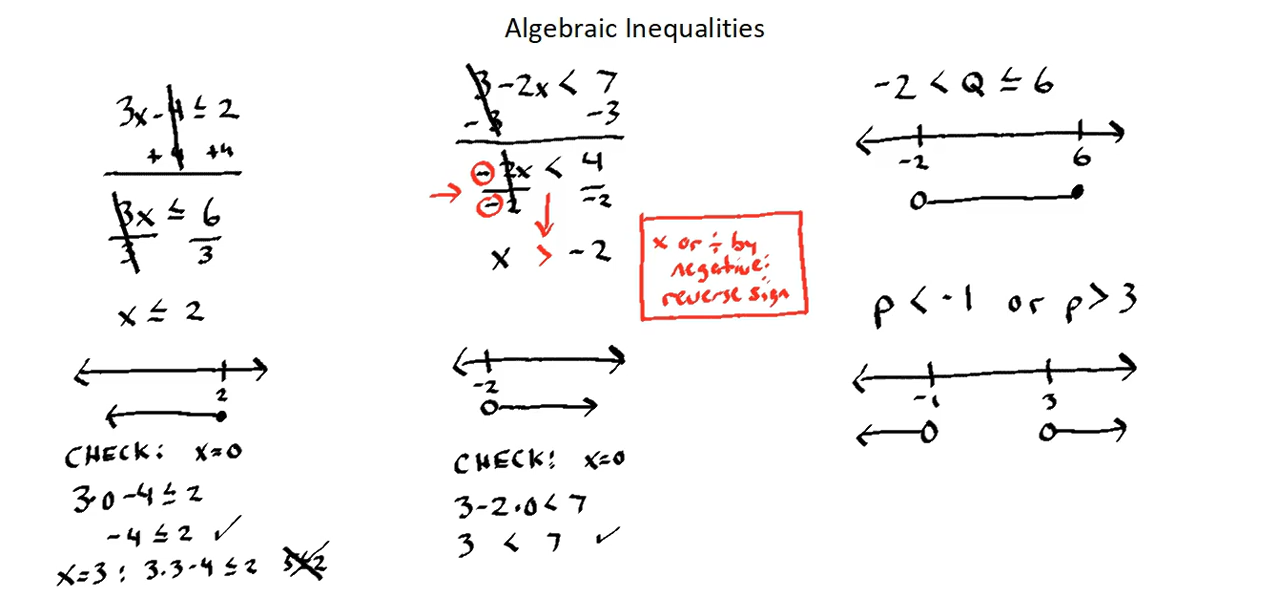 Algebraic Inequalities
3x - 4 ≤ 2
+ 4 +4
3x ≤ 6
3 3
x ≤ 2
2
CHECK: x=0
3·0 -4 ≤ 2
-4 ≤ 2 ✓
x=3 : 3·3-4 ≤ 2 5≤2
3 - 2x < 7
- 3 -3
- 2x < 4
- 2 -2
x > -2
-2
CHECK: x=0
3-2·0 < 7
3 < 7 ✓
x or ÷ by
negative:
reverse sign
-2 < Q ≤ 6
-2 6
p < -1 or p > 3
-1 3